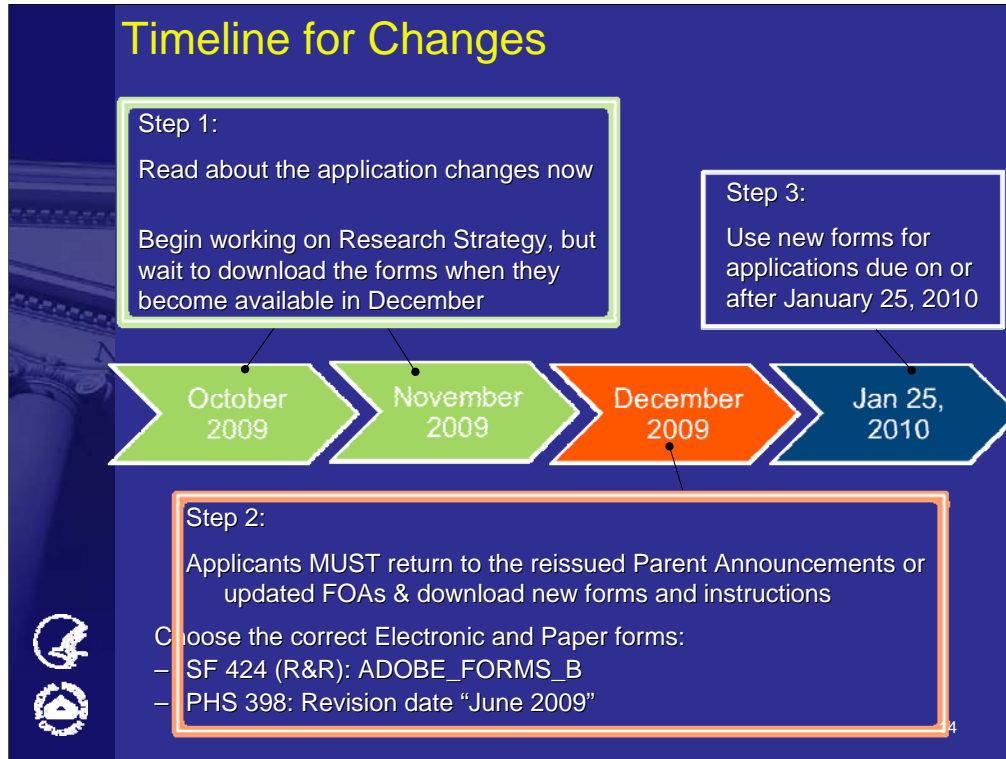 Timeline for Changes
Step 1:
Read about the application changes now
Begin working on Research Strategy, but
wait to download the forms when they
become available in December
Step 3:
Use new forms for
applications due on or
after January 25, 2010
October
2009
November
2009
December
2009
Jan 25,
2010
Step 2:
Applicants MUST return to the reissued Parent Announcements or
updated FOAs & download new forms and instructions
Choose the correct Electronic and Paper forms:
– SF 424 (R&R): ADOBE_FORMS_B
– PHS 398: Revision date “June 2009”
14